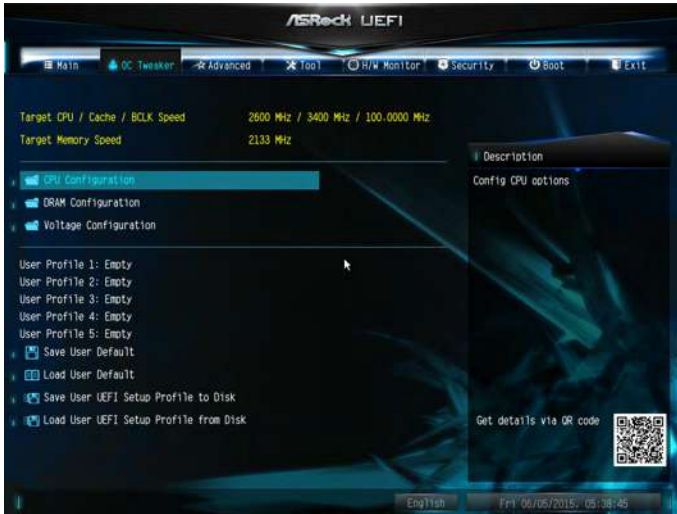 ASRock UEFI
Main OC Tweaker Advanced Tool H/W Monitor Security Boot Exit
Target CPU / Cache / BCLK Speed 2600 MHz / 3400 MHz / 100.0000 MHz
Target Memory Speed 2133 MHz
Description
CPU Configuration
Config CPU options
DRAM Configuration
Voltage Configuration
User Profile 1: Empty
User Profile 2: Empty
User Profile 3: Empty
User Profile 4: Empty
User Profile 5: Empty
Save User Default
Load User Default
Save User UEFI Setup Profile to Disk
Load User UEFI Setup Profile from Disk
Get details via QR code
English Fri 06/05/2015, 05:38:45